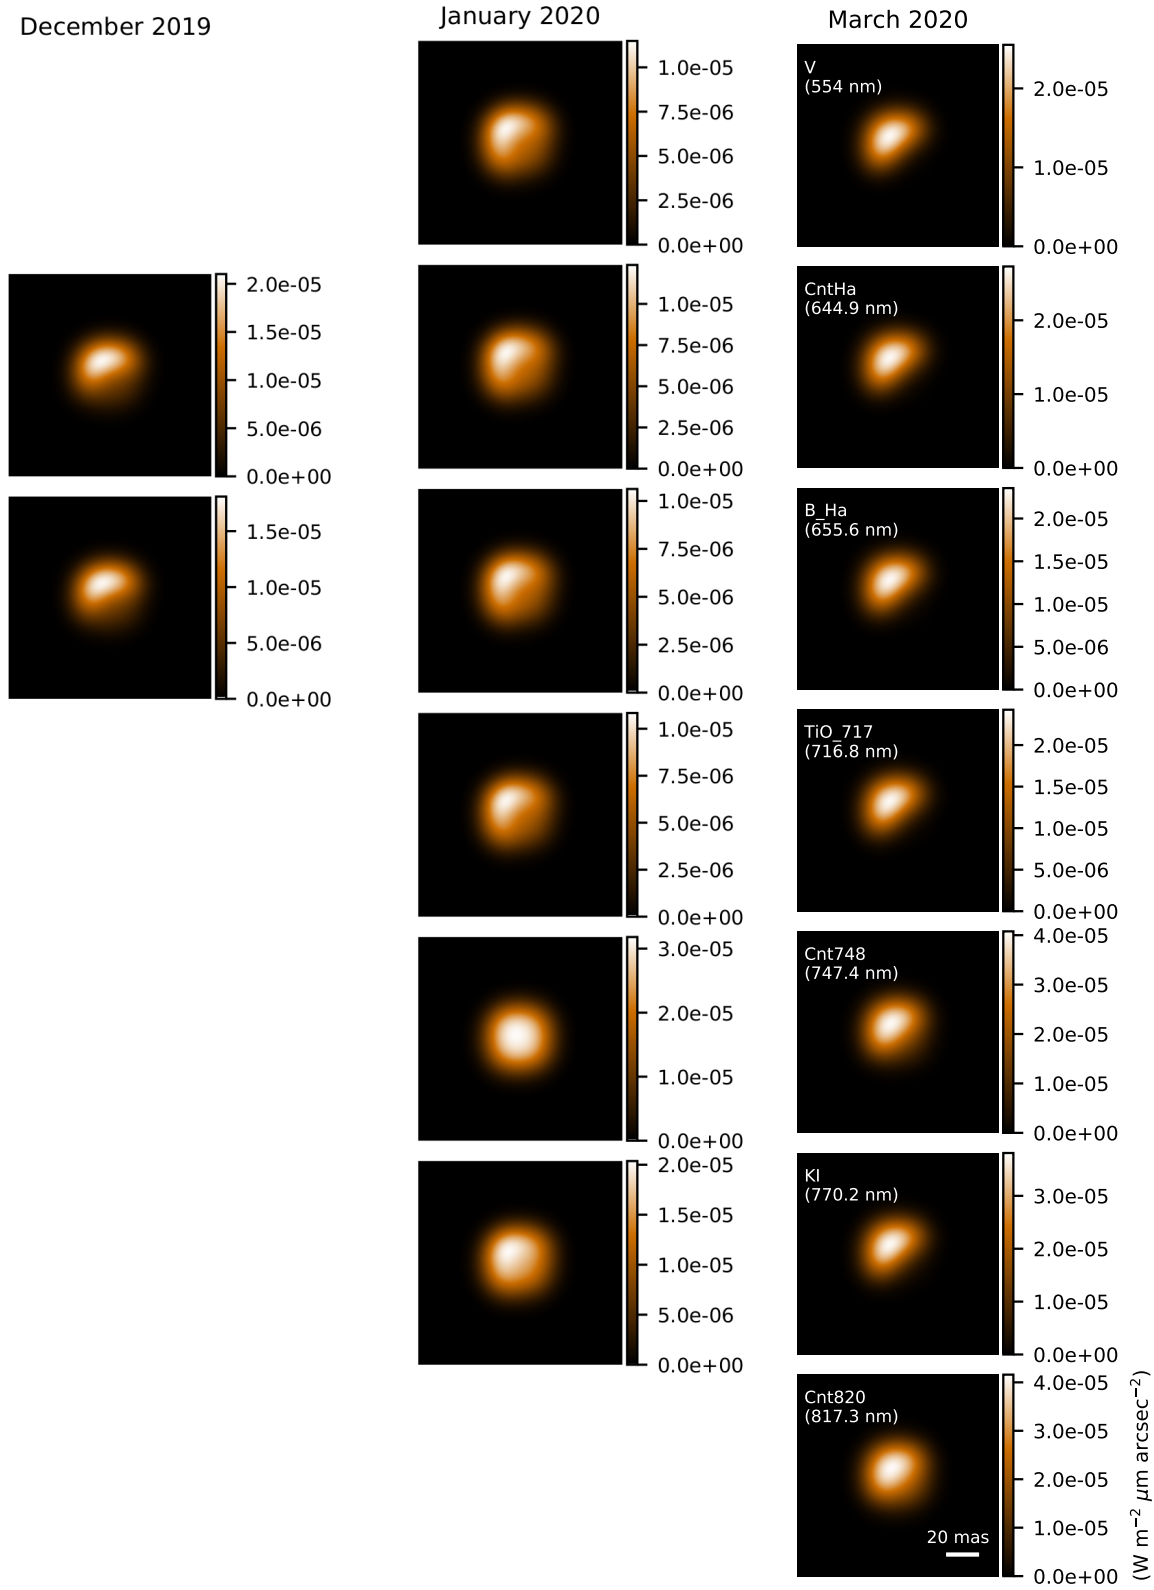 December 2019
January 2020
March 2020
1.0e-05
7.5e-06
5.0e-06
2.5e-06
0.0e+00
V
(554 nm)
2.0e-05
1.0e-05
0.0e+00
2.0e-05
1.5e-05
1.0e-05
5.0e-06
0.0e+00
1.0e-05
7.5e-06
5.0e-06
2.5e-06
0.0e+00
CntHa
(644.9 nm)
2.0e-05
1.0e-05
0.0e+00
1.5e-05
1.0e-05
5.0e-06
0.0e+00
1.0e-05
7.5e-06
5.0e-06
2.5e-06
0.0e+00
B_Ha
(655.6 nm)
2.0e-05
1.5e-05
1.0e-05
5.0e-06
0.0e+00
1.0e-05
7.5e-06
5.0e-06
2.5e-06
0.0e+00
TiO_717
(716.8 nm)
2.0e-05
1.5e-05
1.0e-05
5.0e-06
0.0e+00
3.0e-05
2.0e-05
1.0e-05
0.0e+00
Cnt748
(747.4 nm)
4.0e-05
3.0e-05
2.0e-05
1.0e-05
0.0e+00
2.0e-05
1.5e-05
1.0e-05
5.0e-06
0.0e+00
KI
(770.2 nm)
3.0e-05
2.0e-05
1.0e-05
0.0e+00
Cnt820
(817.3 nm)
20 mas
4.0e-05
3.0e-05
2.0e-05
1.0e-05
0.0e+00
(W m⁻² μm arcsec⁻²)